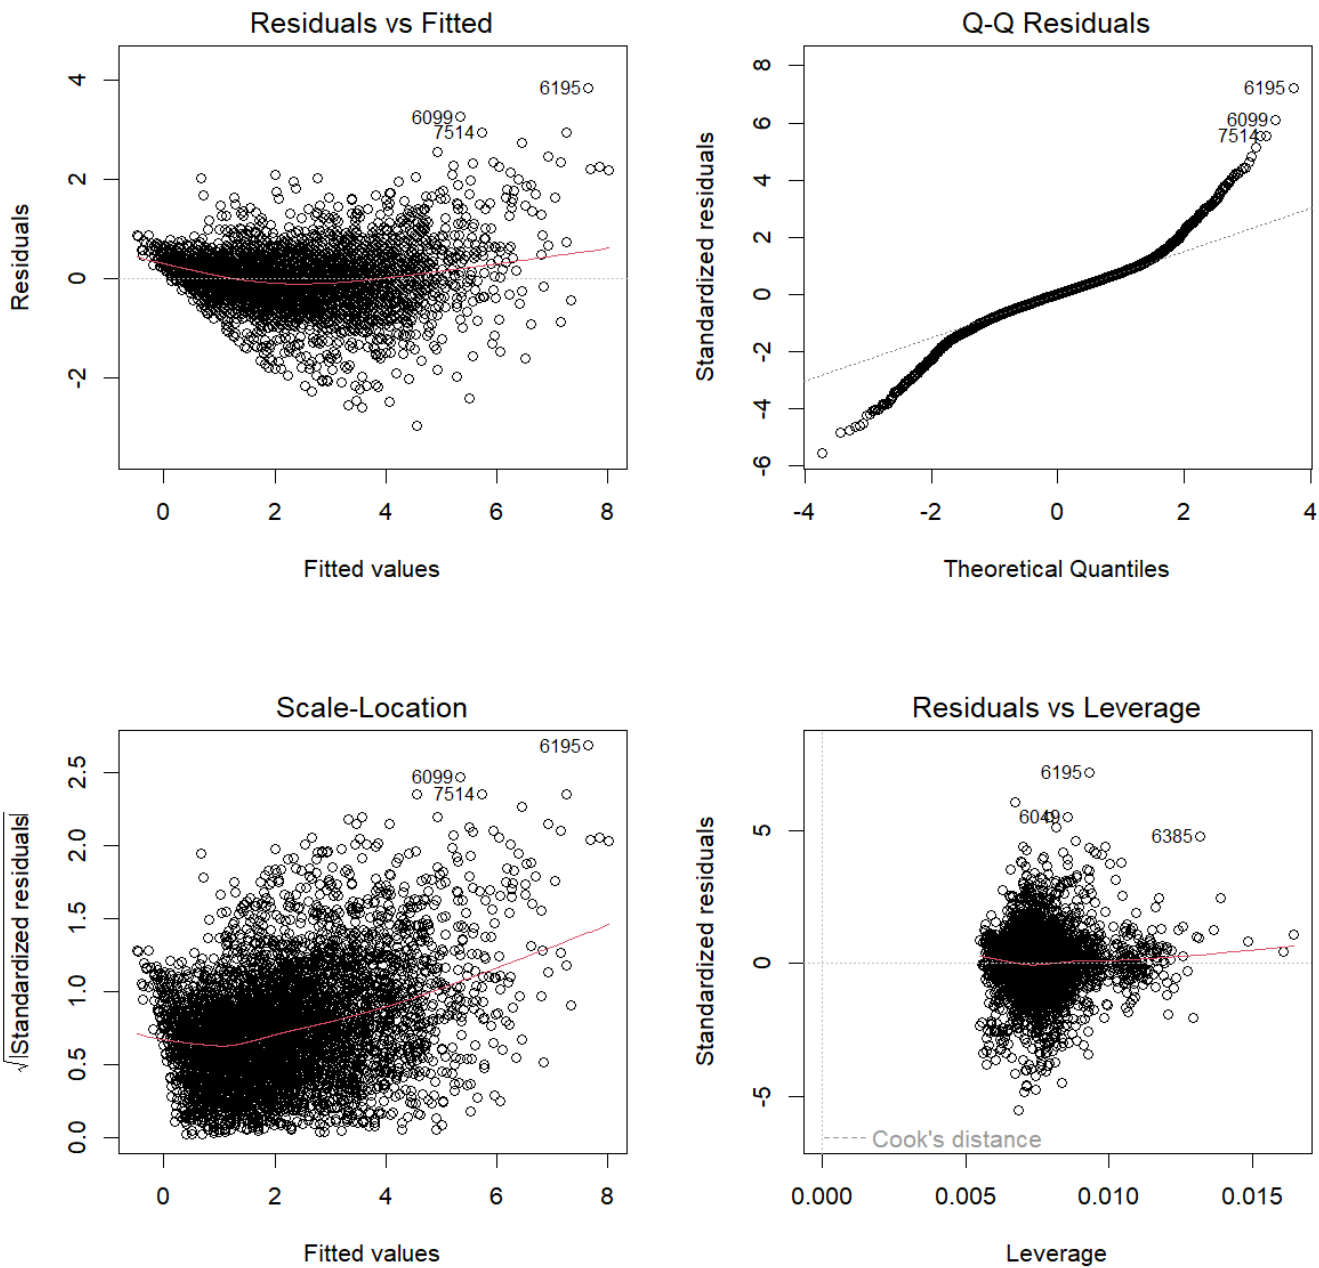 Residuals vs Fitted
Residuals
4
2
0
-2
6195
6099
7514
0 2 4 6 8
Fitted values
Q-Q Residuals
Standardized residuals
8
6
4
2
0
-2
-4
-6
6195
6099
7514
-4 -2 0 2 4
Theoretical Quantiles
Scale-Location
√|Standardized residuals|
2.5
2.0
1.5
1.0
0.5
0.0
6195
6099
7514
0 2 4 6 8
Fitted values
Residuals vs Leverage
Standardized residuals
5
0
-5
6195
6049
6385
Cook's distance
0.000 0.005 0.010 0.015
Leverage